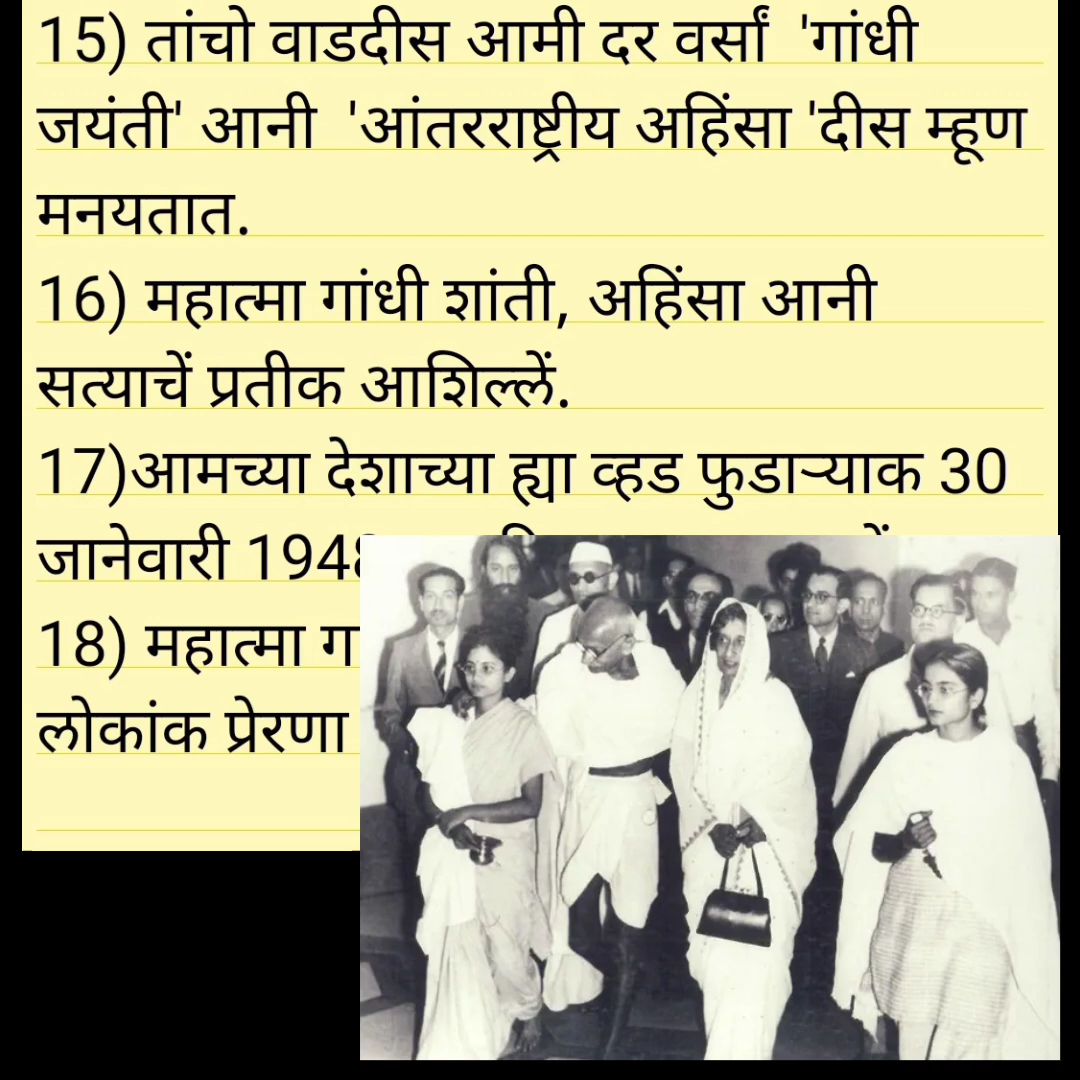 15) तांचो वाडदीस आमी दर वर्सां 'गांधी
जयंती' आनी 'आंतरराष्ट्रीय अहिंसा 'दीस म्हूण
मनयतात.
16) महात्मा गांधी शांती, अहिंसा आनी
सत्याचें प्रतीक आशिल्लें.
17)आमच्या देशाच्या ह्या व्हड फुडाऱ्याक 30
जानेवारी
18) महात्मा
लोकांक प्रेरणा